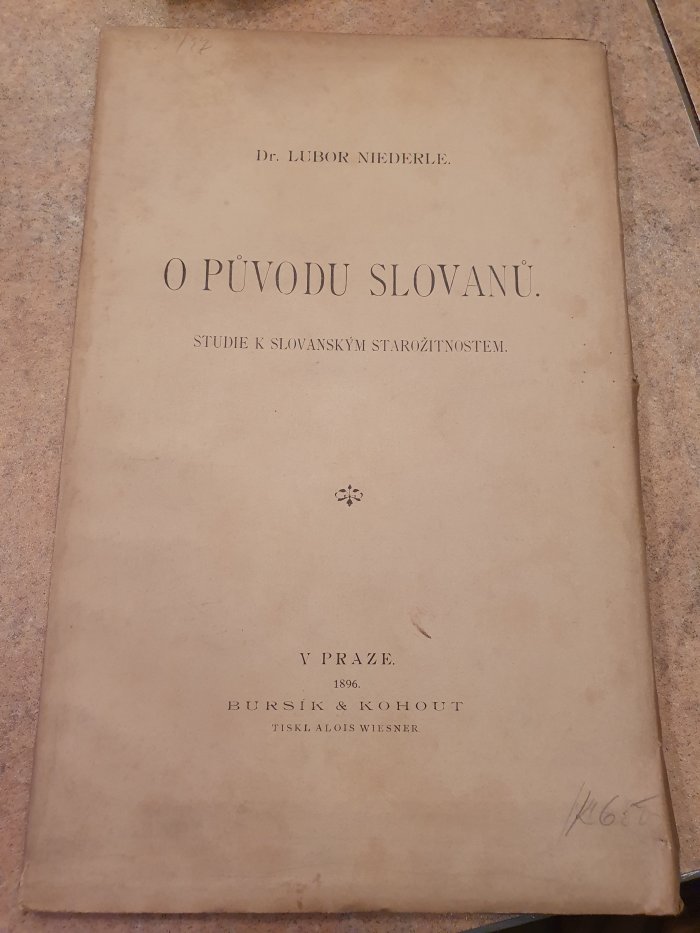 Dr. LUBOR NIEDERLE.
O PŮVODU SLOVANŮ.
STUDIE K SLOVANSKÝM STAROŽITNOSTEM.
V PRAZE.
1896.
BURSÍK & KOHOUT
TISKL ALOIS WIESNER